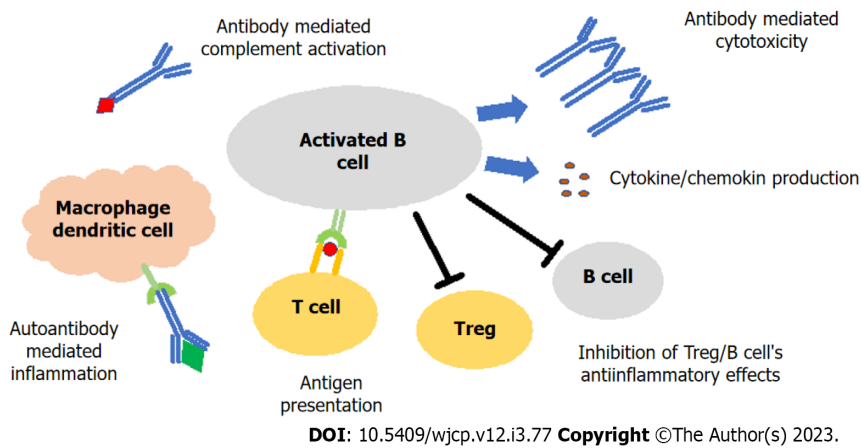 Antibody mediated
complement activation
Antibody mediated
cytotoxicity
Activated B
cell
Cytokine/chemokin production
Macrophage
dendritic cell
T cell
Treg
B cell
Autoantibody
mediated
inflammation
Antigen
presentation
Inhibition of Treg/B cell's
antiinflammatory effects
DOI: 10.5409/wjcp.v12.i3.77 Copyright ©The Author(s) 2023.